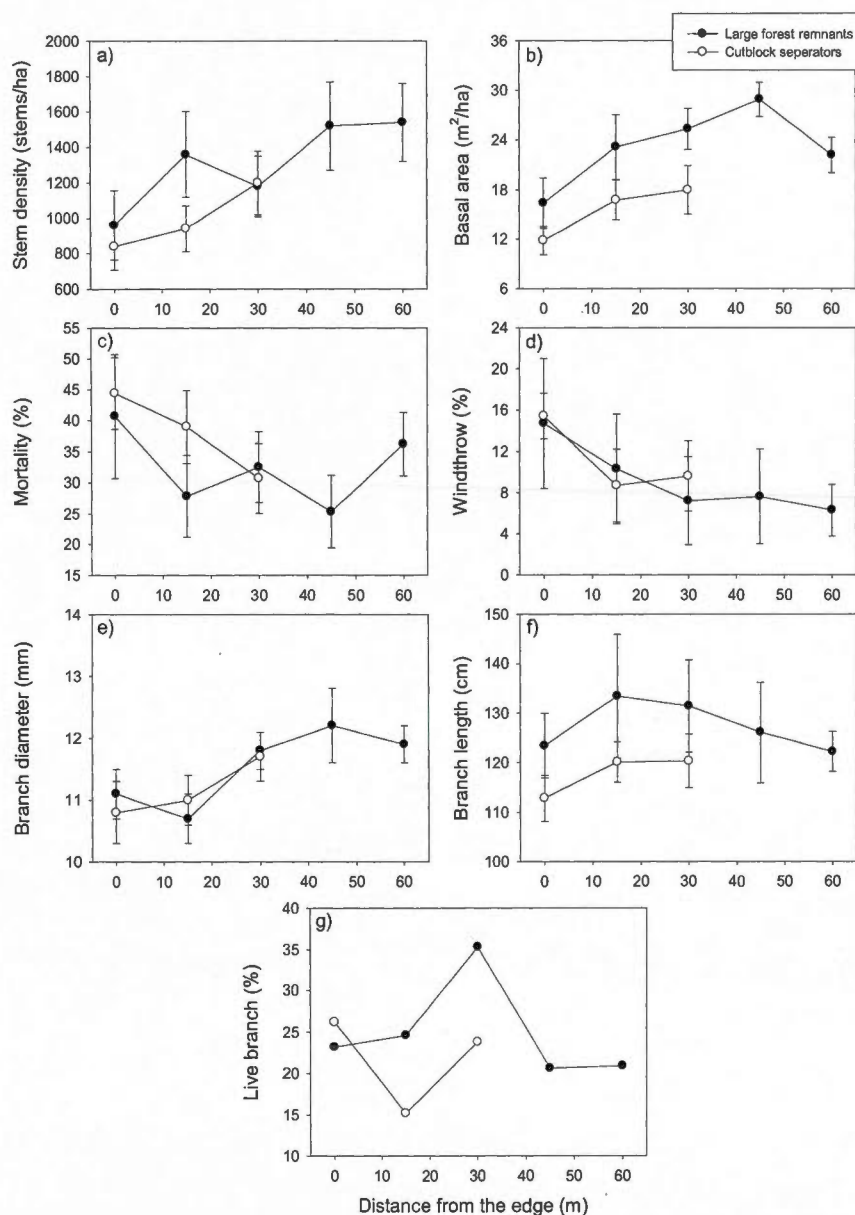 Large forest remnants
Cutblock seperators
a)
Stem density (stems/ha)
2000
1800
1600
1400
1200
1000
800
600
0 10 20 30 40 50 60
b)
Basal area (m²/ha)
36
30
24
18
12
6
0 .10 20 30 40 50 60
c)
Mortality (%)
55
50
45
40
35
30
25
20
15
0 10 20 30 40 50 60
d)
Windthrow (%)
24
20
16
12
8
4
0
0 10 20 30 40 50 60
e)
Branch diameter (mm)
14
13
12
11
10
0 10 20 30 40 50 60
f)
Branch length (cm)
150
140
130
120
110
100
0 10 20 30 40 50 60
g)
Live branch (%)
40
35
30
25
20
15
10
0 10 20 30 40 50 60
Distance from the edge (m)